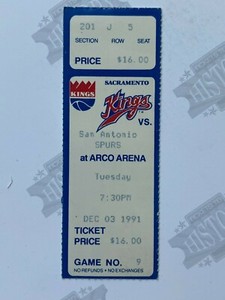 201 J 5
SECTION ROW SEAT
PRICE $16.00
KINGS
SACRAMENTO
Kings
VS.
San Antonio
SPURS
at ARCO ARENA
Tuesday
7:30PM
DEC 03 1991
TICKET
PRICE $16.00
GAME NO. 9
NO REFUNDS • NO EXCHANGES